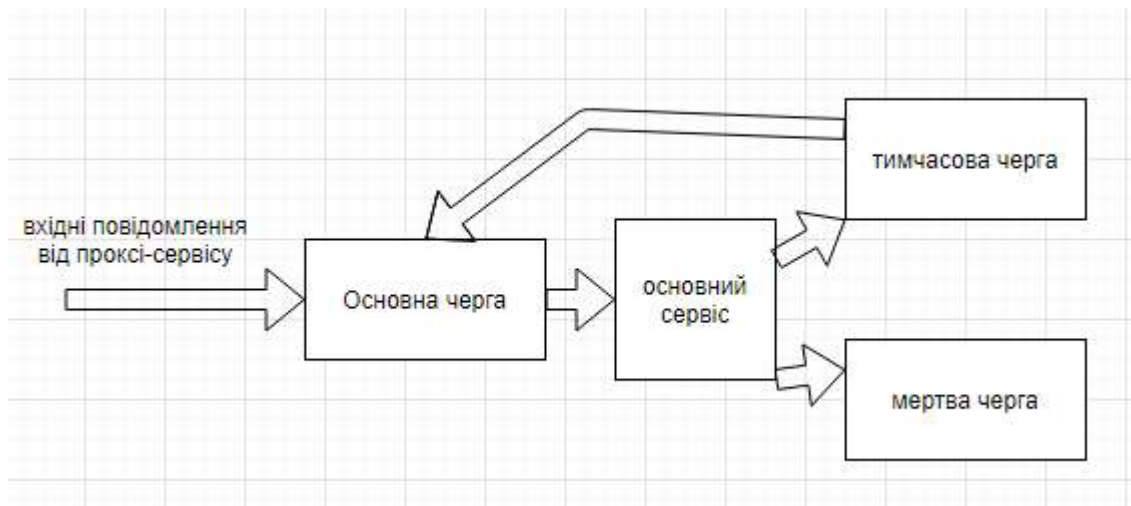 вхідні повідомлення
від проксі-сервісу
Основна черга
основний
сервіс
тимчасова черга
мертва черга